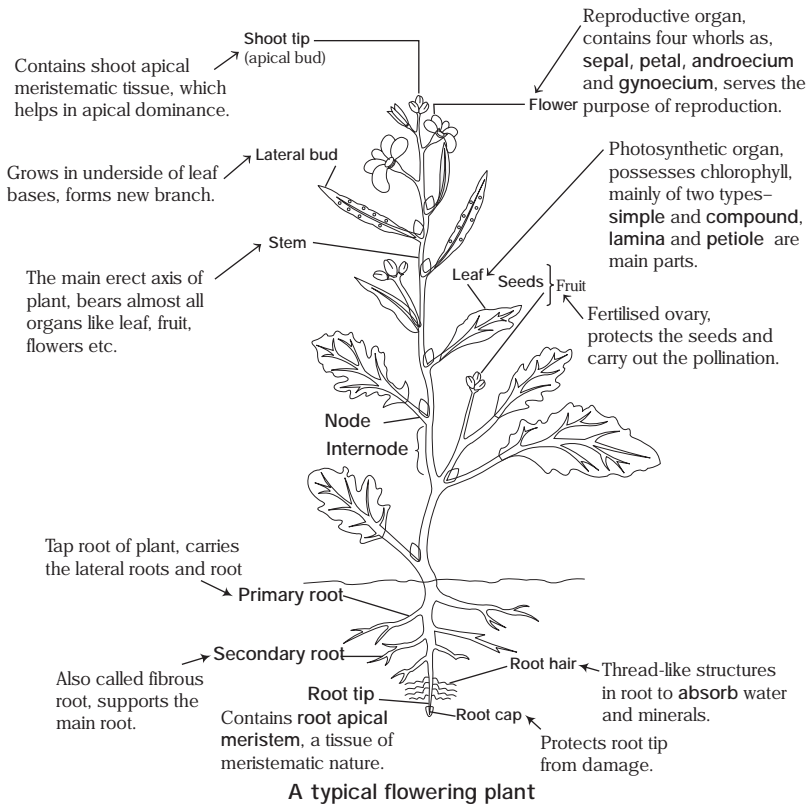 Shoot tip
(apical bud)
Contains shoot apical
meristematic tissue, which
helps in apical dominance.
Reproductive organ,
contains four whorls as,
sepal, petal, androecium
and gynoecium, serves the
purpose of reproduction.
Flower
Lateral bud
Grows in underside of leaf
bases, forms new branch.
Photosynthetic organ,
possesses chlorophyll,
mainly of two types–
simple and compound,
lamina and petiole are
main parts.
Stem
The main erect axis of
plant, bears almost all
organs like leaf, fruit,
flowers etc.
Leaf
Seeds
Fruit
Fertilised ovary,
protects the seeds and
carry out the pollination.
Node
Internode
Tap root of plant, carries
the lateral roots and root
Primary root
Secondary root
Also called fibrous
root, supports the
main root.
Root hair
Thread-like structures
in root to absorb water
and minerals.
Root tip
Contains root apical
meristem, a tissue of
meristematic nature.
Root cap
Protects root tip
from damage.
A typical flowering plant